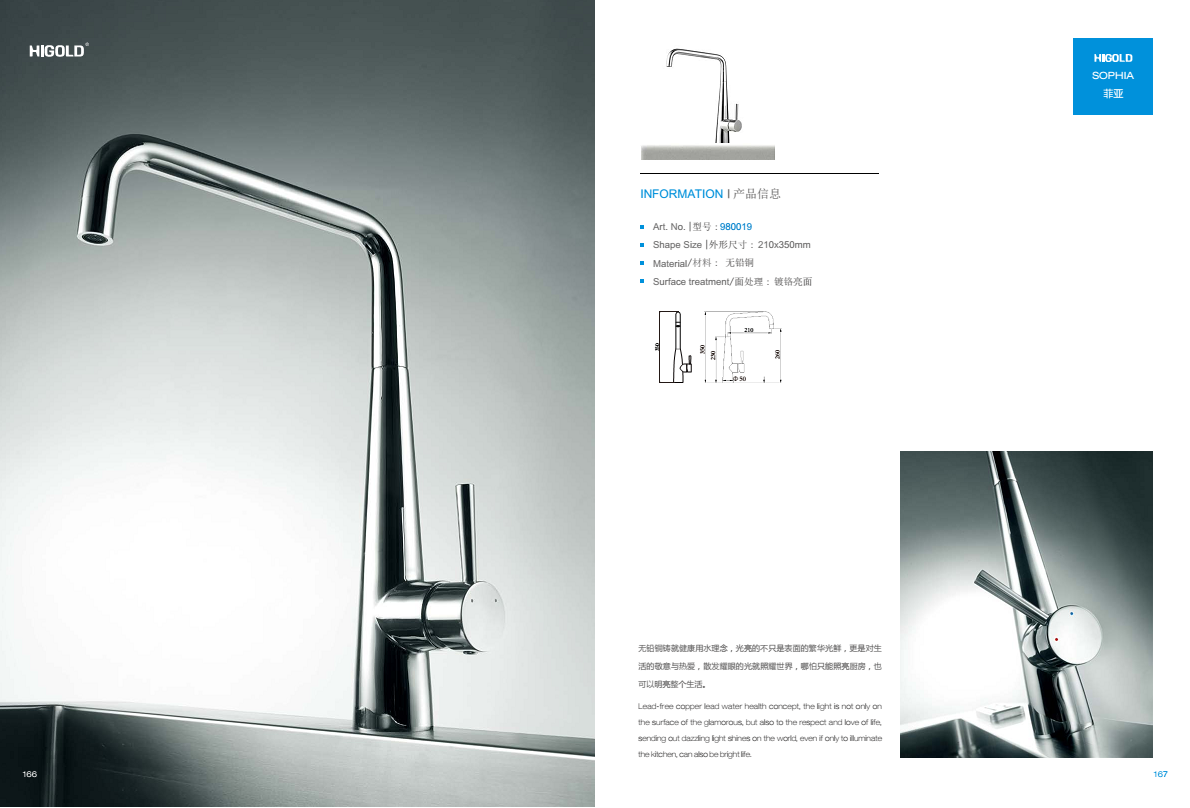 HIGOLD®
166
HIGOLD
SOPHIA
菲亚
INFORMATION | 产品信息
Art. No. |型号 : 980019
Shape Size |外形尺寸 : 210x350mm
Material/材料 : 无铅铜
Surface treatment/面处理 : 镀铬亮面
210
350
230
260
Φ50
无铅铜铸就健康用水理念，光亮的不只是表面的繁华光鲜，更是对生
活的敬意与热爱，散发耀眼的光就照耀世界，哪怕只能照亮厨房，也
可以明亮整个生活。
Lead-free copper lead water health concept, the light is not only on
the surface of the glamorous, but also to the respect and love of life,
sending out dazzling light shines on the world, even if only to illuminate
the kitchen, can also be bright life.
167